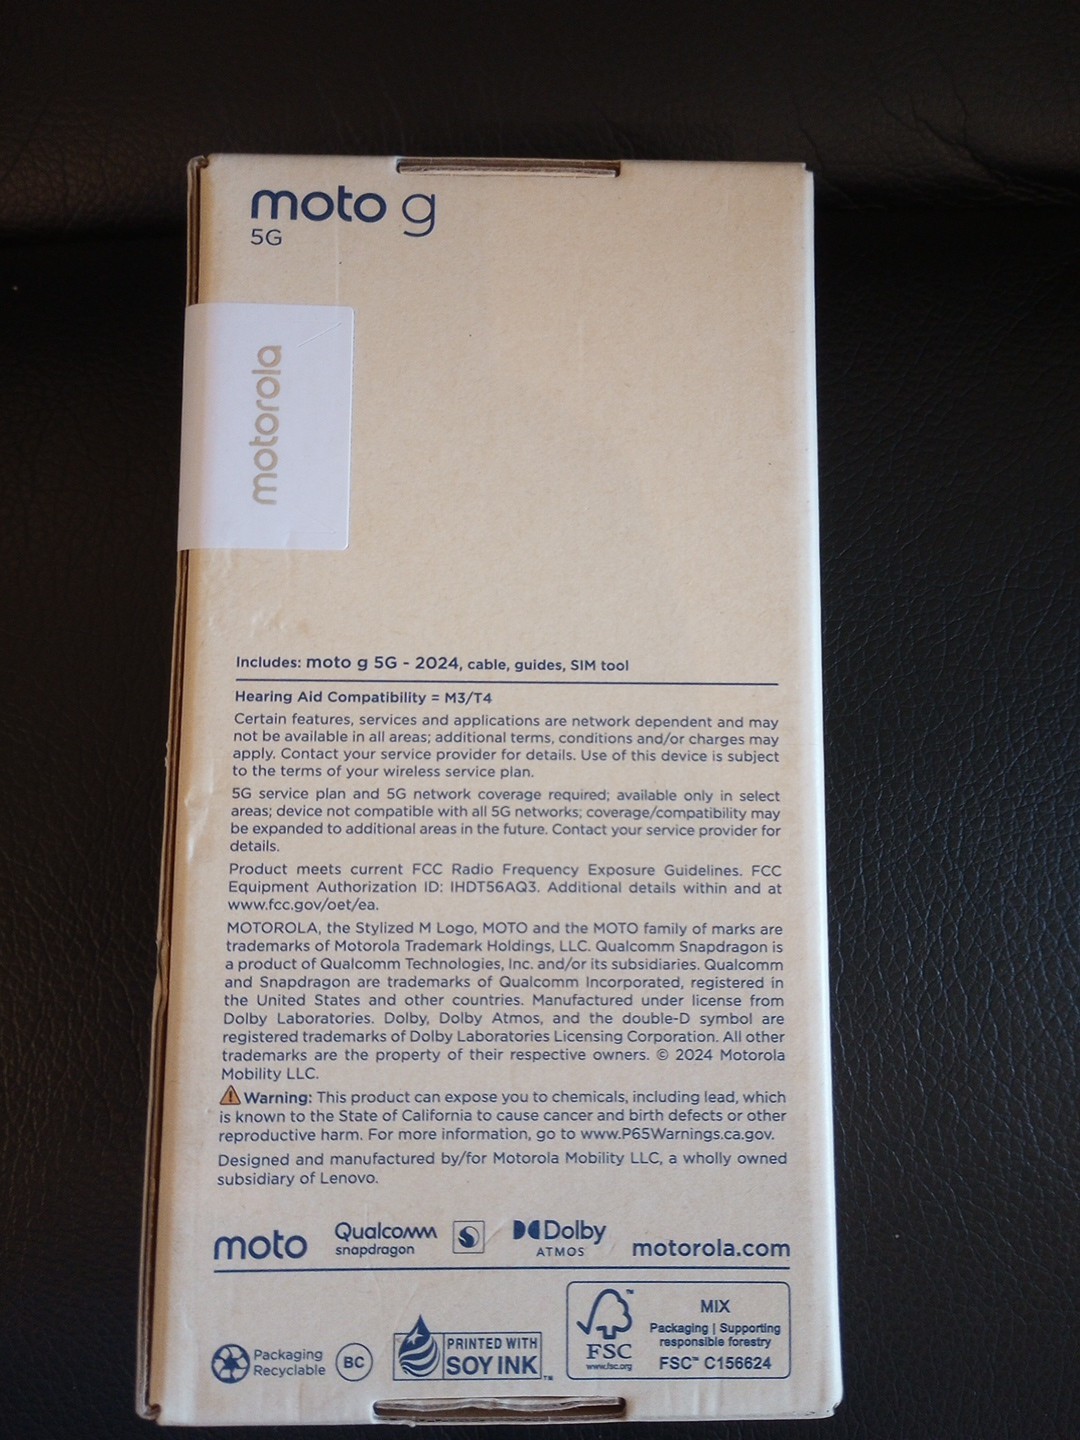 moto g
5G
motorola
Includes: moto g 5G - 2024, cable, guides, SIM tool
Hearing Aid Compatibility = M3/T4
Certain features, services and applications are network dependent and may
not be available in all areas; additional terms, conditions and/or charges may
apply. Contact your service provider for details. Use of this device is subject
to the terms of your wireless service plan.
5G service plan and 5G network coverage required; available only in select
areas; device not compatible with all 5G networks; coverage/compatibility may
be expanded to additional areas in the future. Contact your service provider for
details.
Product meets current FCC Radio Frequency Exposure Guidelines. FCC
Equipment Authorization ID: IHDT56AQ3. Additional details within and at
www.fcc.gov/oet/ea.
MOTOROLA, the Stylized M Logo, MOTO and the MOTO family of marks are
trademarks of Motorola Trademark Holdings, LLC. Qualcomm Snapdragon is
a product of Qualcomm Technologies, Inc. and/or its subsidiaries. Qualcomm
and Snapdragon are trademarks of Qualcomm Incorporated, registered in
the United States and other countries. Manufactured under license from
Dolby Laboratories. Dolby, Dolby Atmos, and the double-D symbol are
registered trademarks of Dolby Laboratories Licensing Corporation. All other
trademarks are the property of their respective owners. © 2024 Motorola
Mobility LLC.
⚠ Warning: This product can expose you to chemicals, including lead, which
is known to the State of California to cause cancer and birth defects or other
reproductive harm. For more information, go to www.P65Warnings.ca.gov.
Designed and manufactured by/for Motorola Mobility LLC, a wholly owned
subsidiary of Lenovo.
moto
Qualcomm
snapdragon
Dolby
ATMOS
motorola.com
Packaging
Recyclable
BC
PRINTED WITH
SOY INK™
FSC
www.fsc.org
™
MIX
Packaging | Supporting
responsible forestry
FSC™ C156624